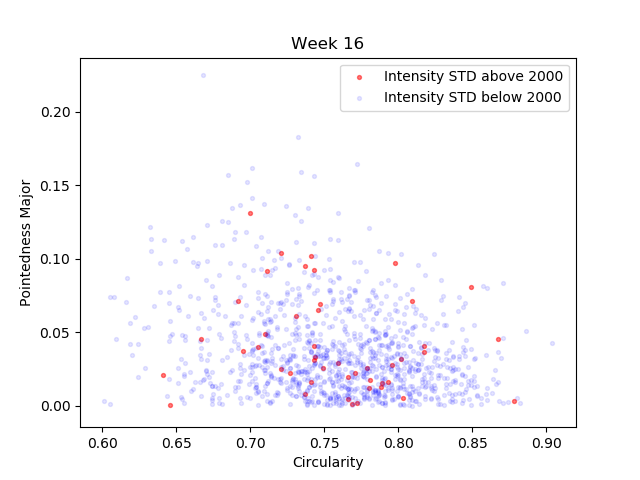 Week 16
Intensity STD above 2000
Intensity STD below 2000
0.20
0.15
0.10
0.05
0.00
Pointedness Major
0.60 0.65 0.70 0.75 0.80 0.85 0.90
Circularity